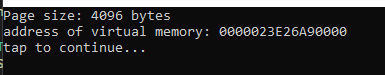 Page size: 4096 bytes
address of virtual memory: 0000023E26A90000
tap to continue...